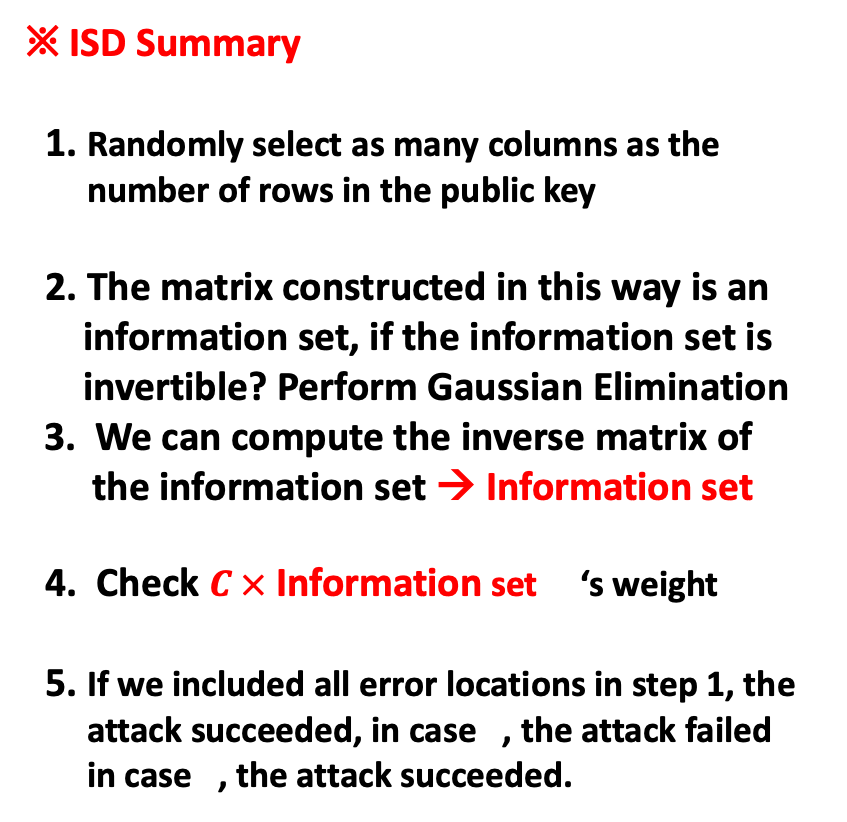 ※ ISD Summary
1. Randomly select as many columns as the
number of rows in the public key
2. The matrix constructed in this way is an
information set, if the information set is
invertible? Perform Gaussian Elimination
3. We can compute the inverse matrix of
the information set → Information set
4. Check C × Information set ‘s weight
5. If we included all error locations in step 1, the
attack succeeded, in case , the attack failed
in case , the attack succeeded.